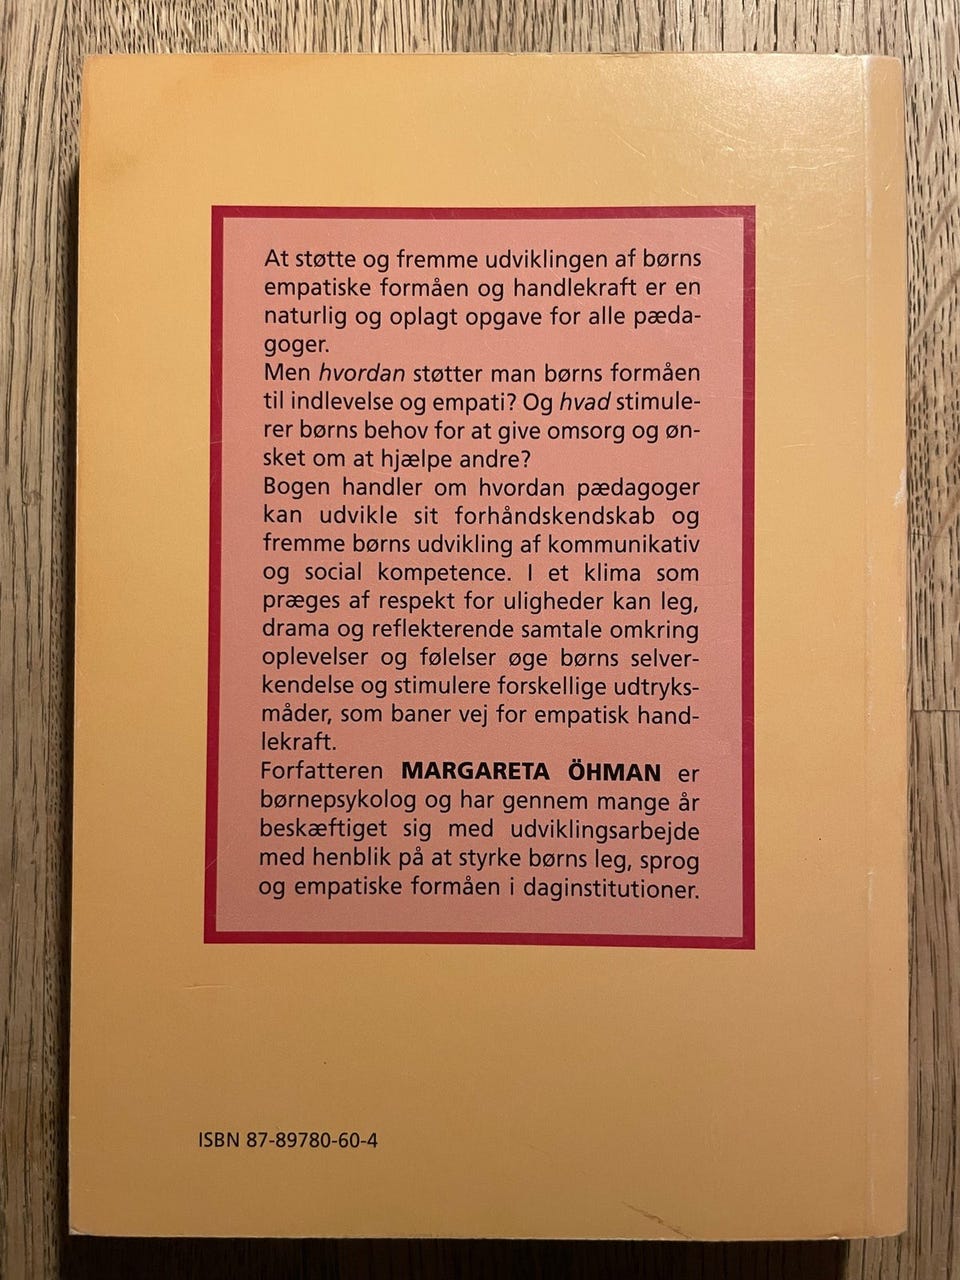 At støtte og fremme udviklingen af børns
empatiske formåen og handlekraft er en
naturlig og oplagt opgave for alle pæda-
goger.
Men hvordan støtter man børns formåen
til indlevelse og empati? Og hvad stimule-
rer børns behov for at give omsorg og øn-
sket om at hjælpe andre?
Bogen handler om hvordan pædagoger
kan udvikle sit forhåndskendskab og
fremme børns udvikling af kommunikativ
og social kompetence. I et klima som
præges af respekt for uligheder kan leg,
drama og reflekterende samtale omkring
oplevelser og følelser øge børns selver-
kendelse og stimulere forskellige udtryks-
måder, som baner vej for empatisk hand-
lekraft.
Forfatteren MARGARETA ÖHMAN er
børnepsykolog og har gennem mange år
beskæftiget sig med udviklingsarbejde
med henblik på at styrke børns leg, sprog
og empatiske formåen i daginstitutioner.
ISBN 87-89780-60-4